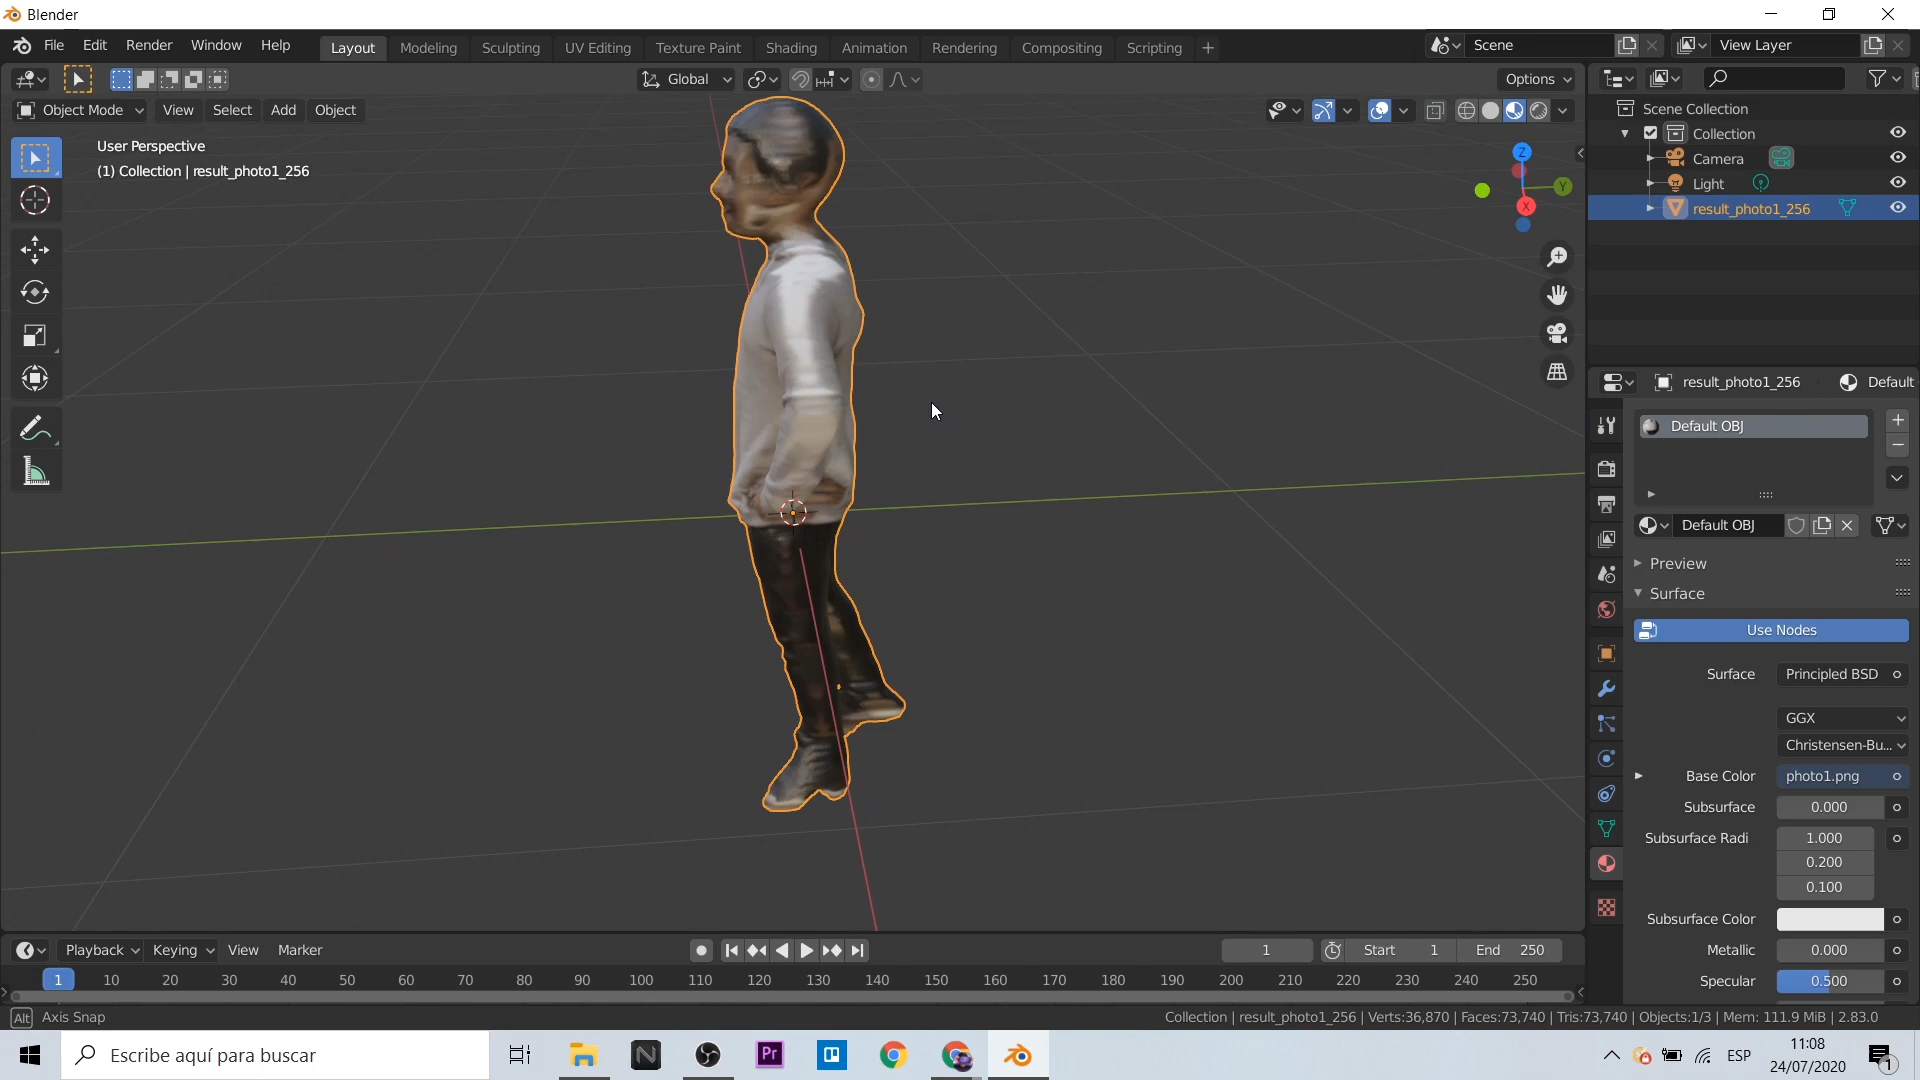 Blender
File Edit Render Window Help Layout Modeling Sculpting UV Editing Texture Paint Shading Animation Rendering Compositing Scripting + Scene View Layer
Global Options
Object Mode View Select Add Object
User Perspective
(1) Collection | result_photo1_256
Z
Y
X
Scene Collection
Collection
Camera
Light
result_photo1_256
result_photo1_256 Default
Default OBJ
Default OBJ
Preview
Surface
Use Nodes
Surface Principled BSD
GGX
Christensen-Bu...
Base Color photo1.png
Subsurface 0.000
Subsurface Radi 1.000
0.200
0.100
Subsurface Color
Metallic 0.000
Specular 0.500
Playback Keying View Marker 1 Start 1 End 250
1 10 20 30 40 50 60 70 80 90 100 110 120 130 140 150 160 170 180 190 200 210 220 230 240 250
Alt Axis Snap
Collection | result_photo1_256 | Verts:36,870 | Faces:73,740 | Tris:73,740 | Objects:1/3 | Mem: 111.9 MiB | 2.83.0
Escribe aquí para buscar
N
Pr
ESP
11:08
24/07/2020
1